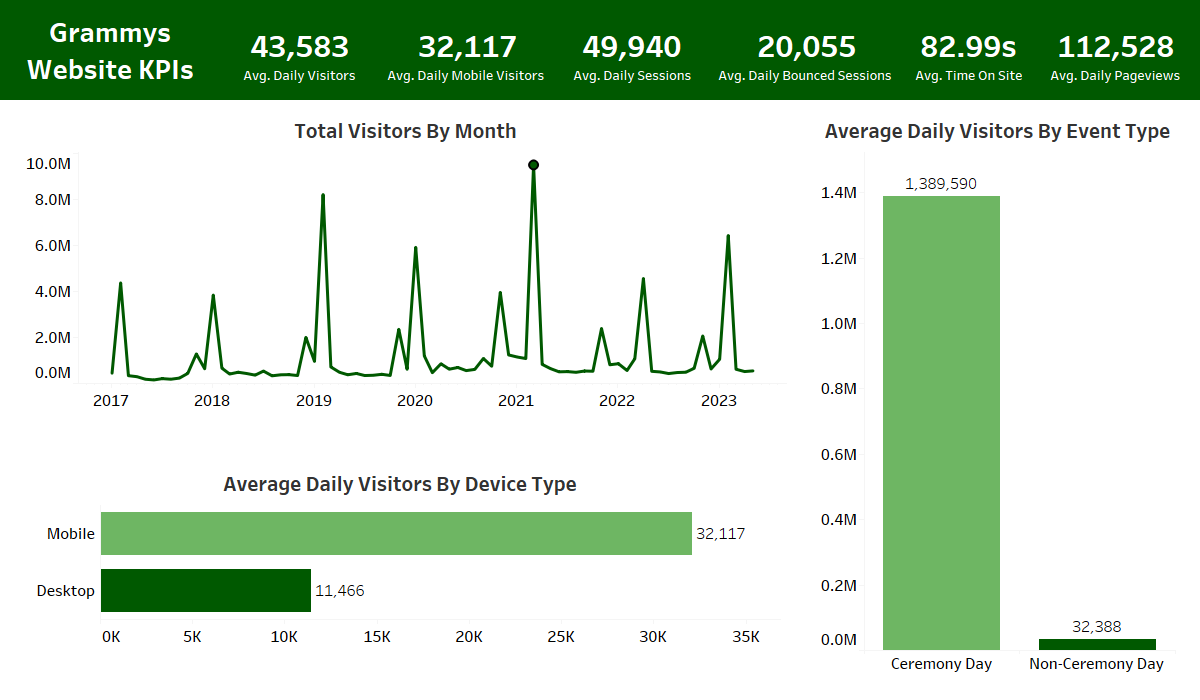 Grammys
Website KPIs
43,583
Avg. Daily Visitors
32,117
Avg. Daily Mobile Visitors
49,940
Avg. Daily Sessions
20,055
Avg. Daily Bounced Sessions
82.99s
Avg. Time On Site
112,528
Avg. Daily Pageviews
Total Visitors By Month
10.0M
8.0M
6.0M
4.0M
2.0M
0.0M
2017 2018 2019 2020 2021 2022 2023
Average Daily Visitors By Device Type
Mobile 32,117
Desktop 11,466
0K 5K 10K 15K 20K 25K 30K 35K
Average Daily Visitors By Event Type
1,389,590
1.4M
1.2M
1.0M
0.8M
0.6M
0.4M
0.2M
32,388
0.0M
Ceremony Day Non-Ceremony Day